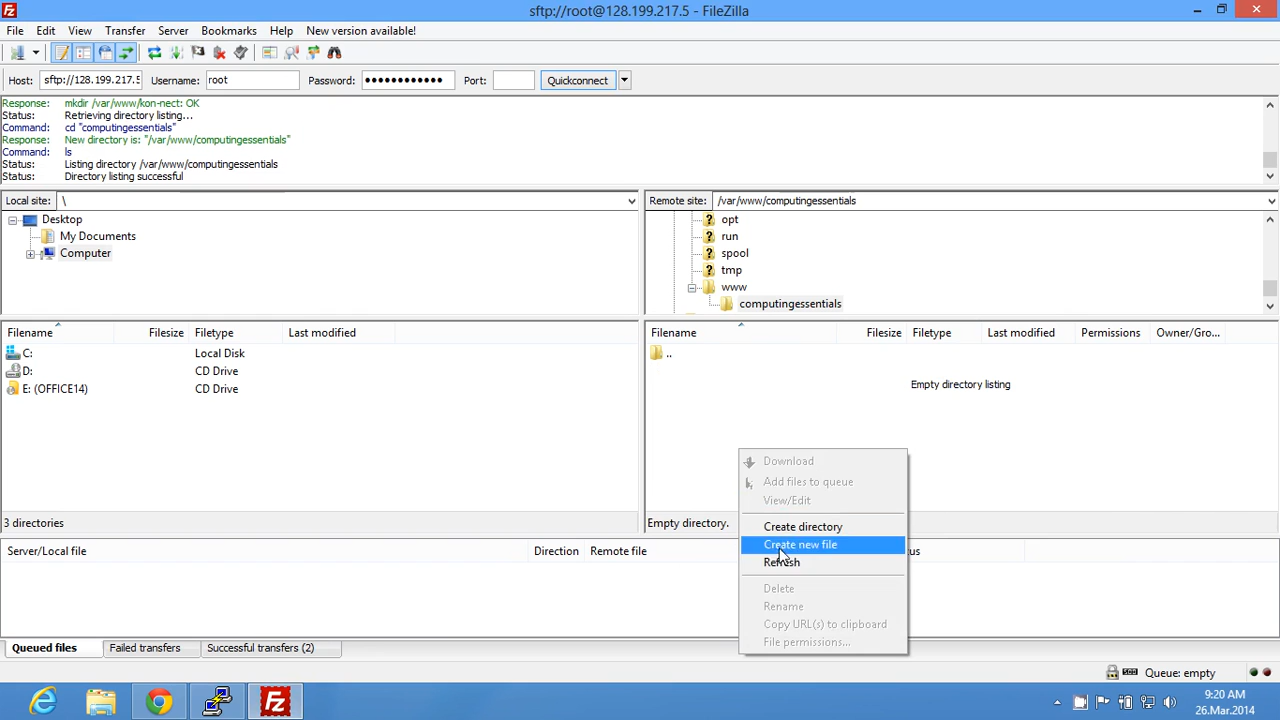 sftp://root@128.199.217.5 - FileZilla
File Edit View Transfer Server Bookmarks Help New version available!
Host: sftp://128.199.217.5 Username: root Password: ●●●●●●●●●●●● Port: Quickconnect
Response: mkdir /var/www/kon-nect: OK
Status: Retrieving directory listing...
Command: cd "computingessentials"
Response: New directory is: "/var/www/computingessentials"
Command: ls
Status: Listing directory /var/www/computingessentials
Status: Directory listing successful
Local site: \
Desktop
My Documents
Computer
Remote site: /var/www/computingessentials
opt
run
spool
tmp
www
computingessentials
Filename Filesize Filetype Last modified
C: Local Disk
D: CD Drive
E: (OFFICE14) CD Drive
3 directories
Filename Filesize Filetype Last modified Permissions Owner/Gro...
..
Empty directory listing
Empty directory.
Download
Add files to queue
View/Edit
Create directory
Create new file
Refresh
Delete
Rename
Copy URL(s) to clipboard
File permissions...
Server/Local file Direction Remote file
Queued files Failed transfers Successful transfers (2)
Queue: empty
9:20 AM
26.Mar.2014